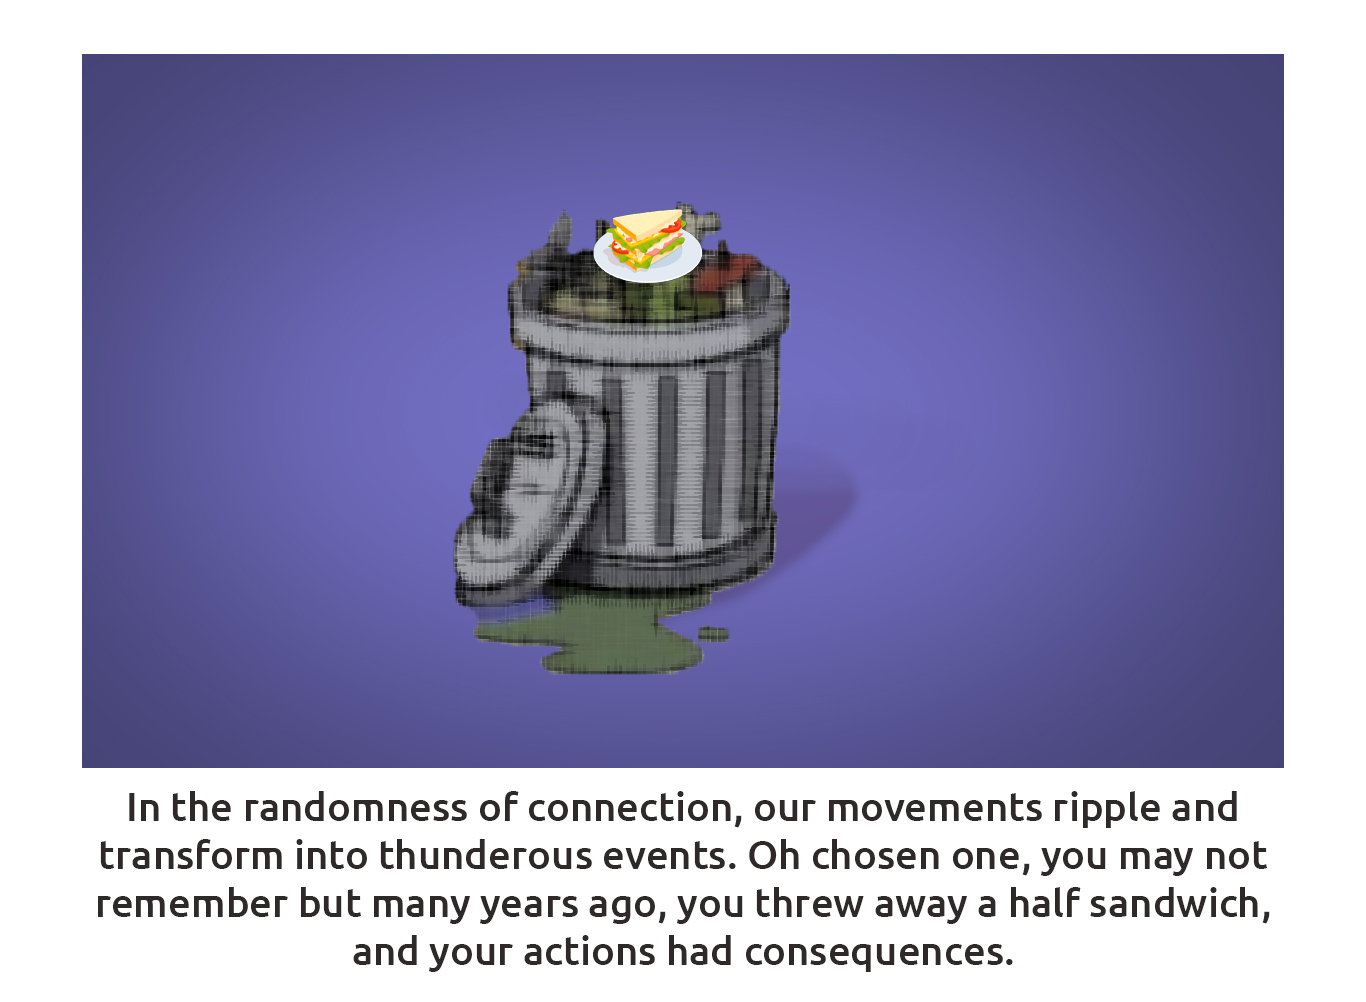 In the randomness of connection, our movements ripple and
transform into thunderous events. Oh chosen one, you may not
remember but many years ago, you threw away a half sandwich,
and your actions had consequences.